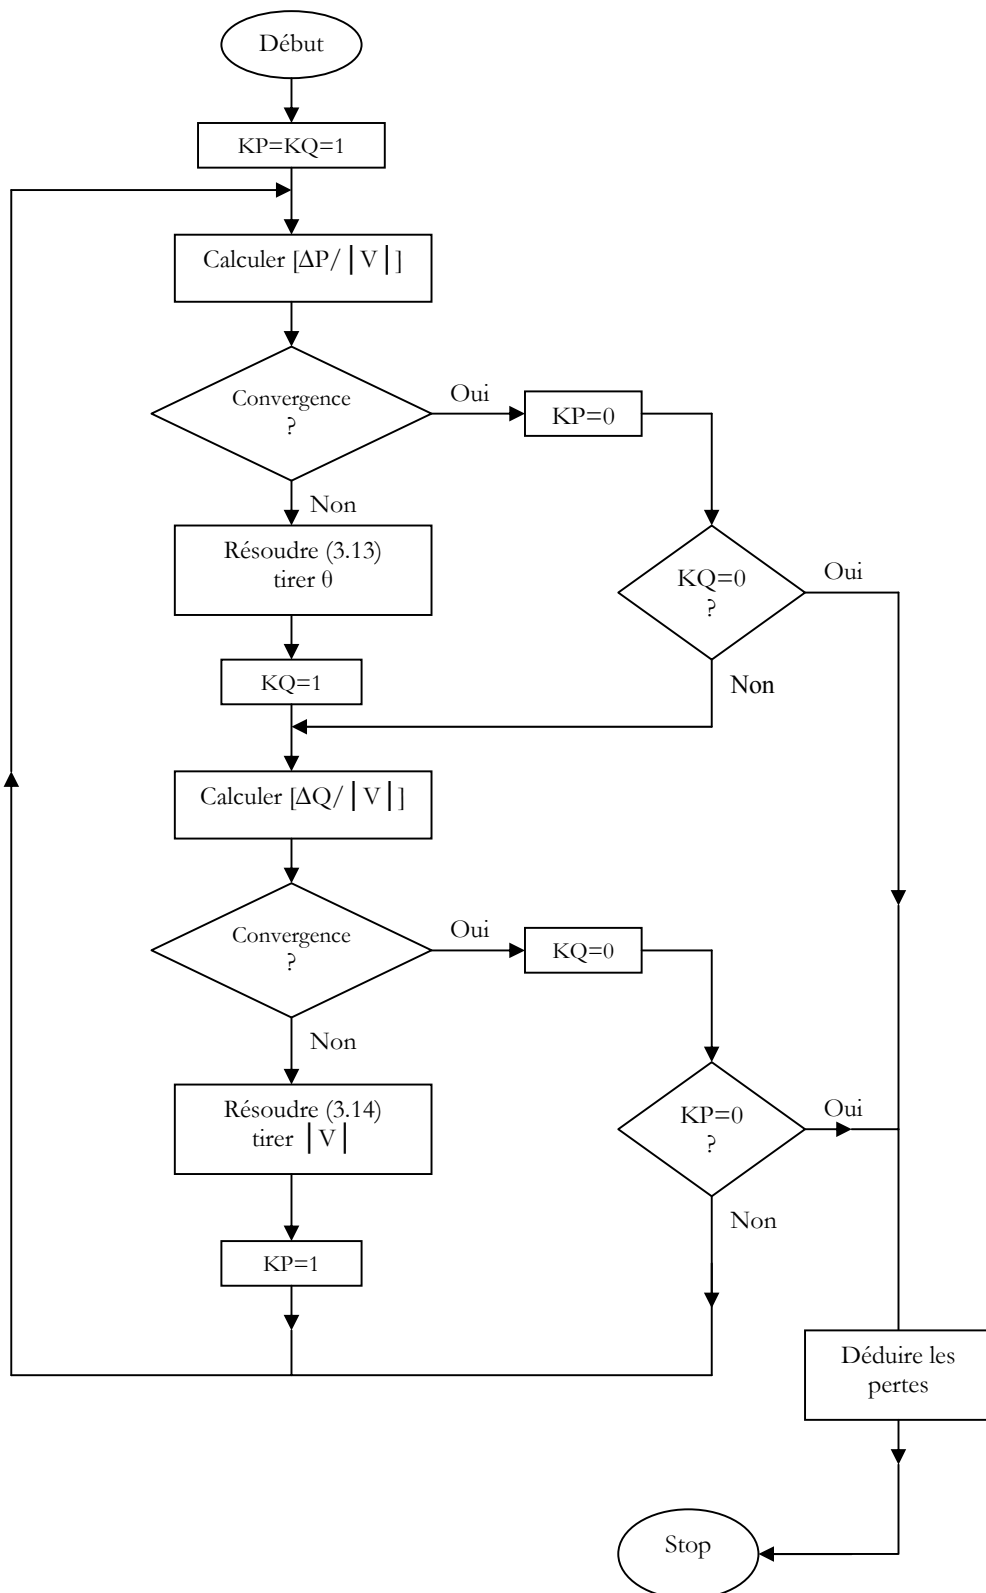 Début
KP=KQ=1
Calculer [ΔP/│V│]
Convergence
?
Oui
KP=0
Non
Résoudre (3.13)
tirer θ
KQ=0
?
Oui
KQ=1
Non
Calculer [ΔQ/│V│]
Convergence
?
Oui
KQ=0
Non
Résoudre (3.14)
tirer │V│
KP=0
?
Oui
Non
KP=1
Déduire les
pertes
Stop